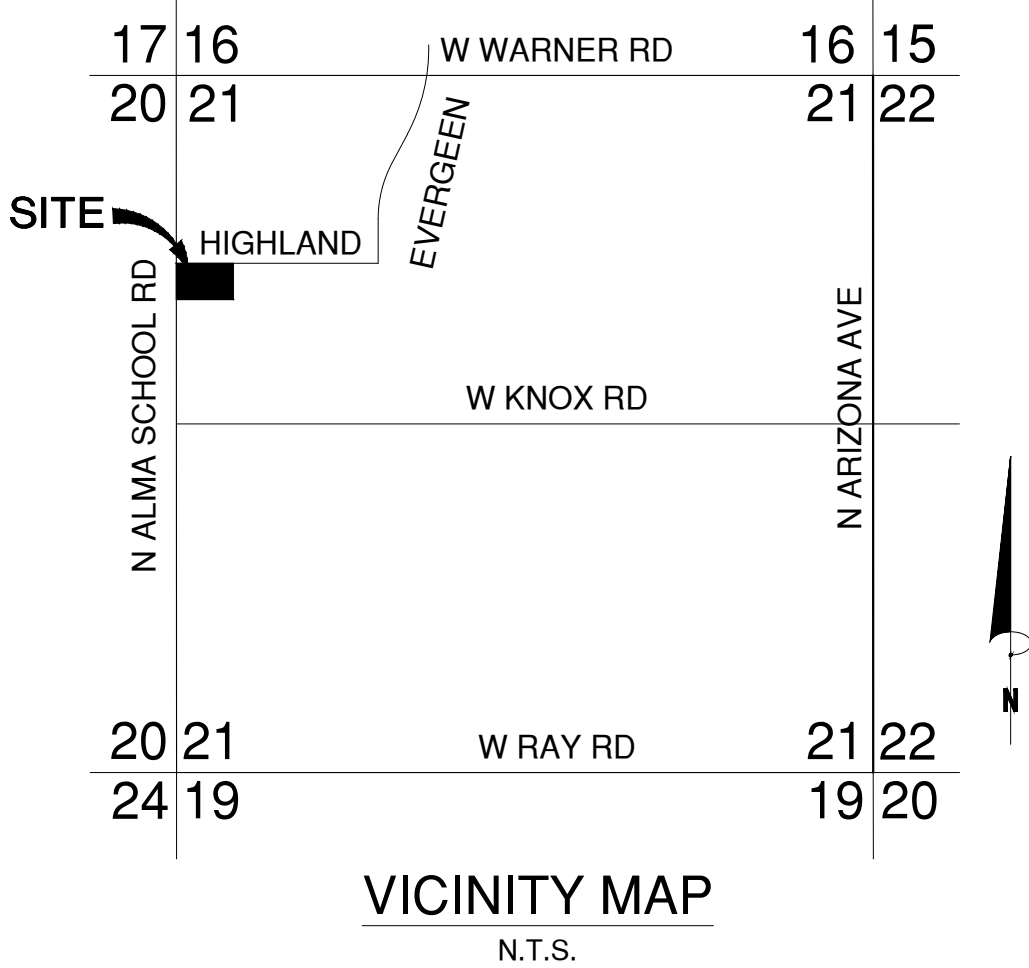 17 16
W WARNER RD
16 15
20 21
21 22
EVERGEEN
SITE
HIGHLAND
N ALMA SCHOOL RD
N ARIZONA AVE
W KNOX RD
N
20 21
W RAY RD
21 22
24 19
19 20
VICINITY MAP
N.T.S.